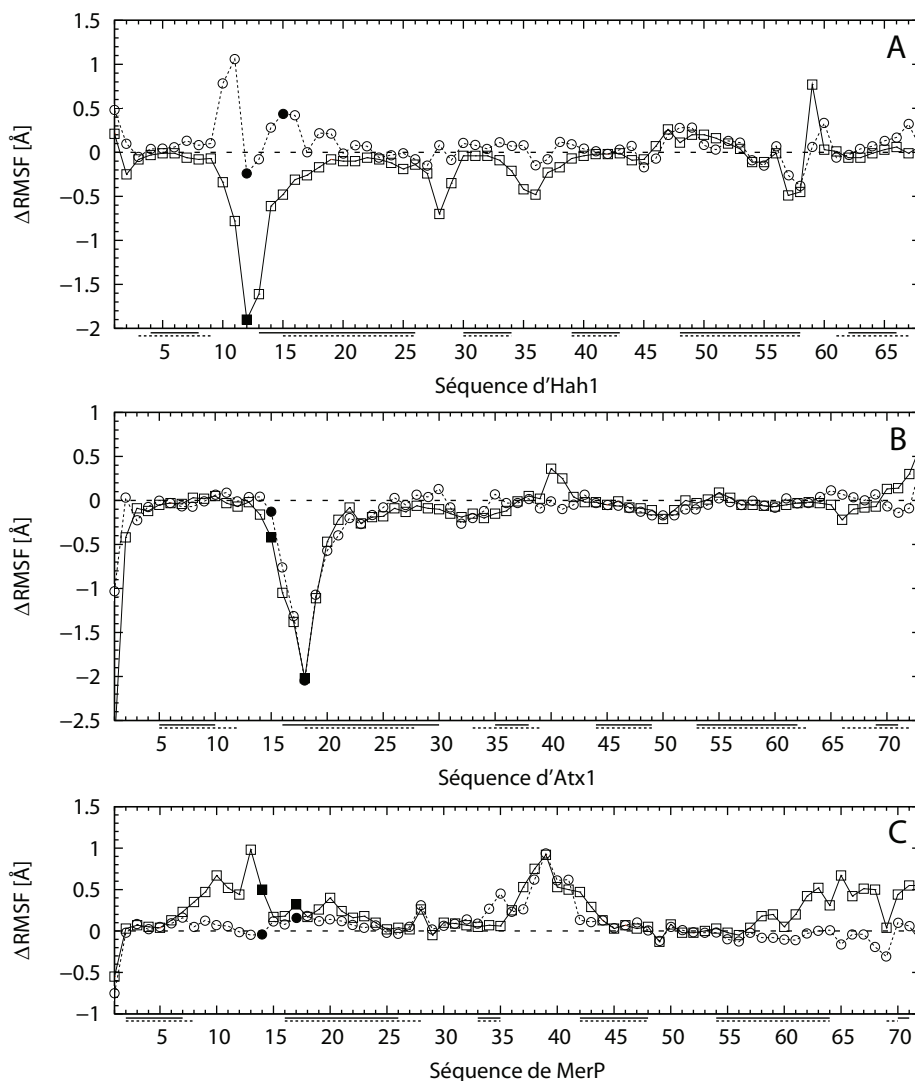 A
1.5
1
0.5
0
−0.5
−1
−1.5
−2
ΔRMSF [Å]
5 10 15 20 25 30 35 40 45 50 55 60 65
Séquence d’Hah1
B
1
0.5
0
−0.5
−1
−1.5
−2
−2.5
ΔRMSF [Å]
5 10 15 20 25 30 35 40 45 50 55 60 65 70
Séquence d’Atx1
C
1.5
1
0.5
0
−0.5
−1
ΔRMSF [Å]
5 10 15 20 25 30 35 40 45 50 55 60 65 70
Séquence de MerP